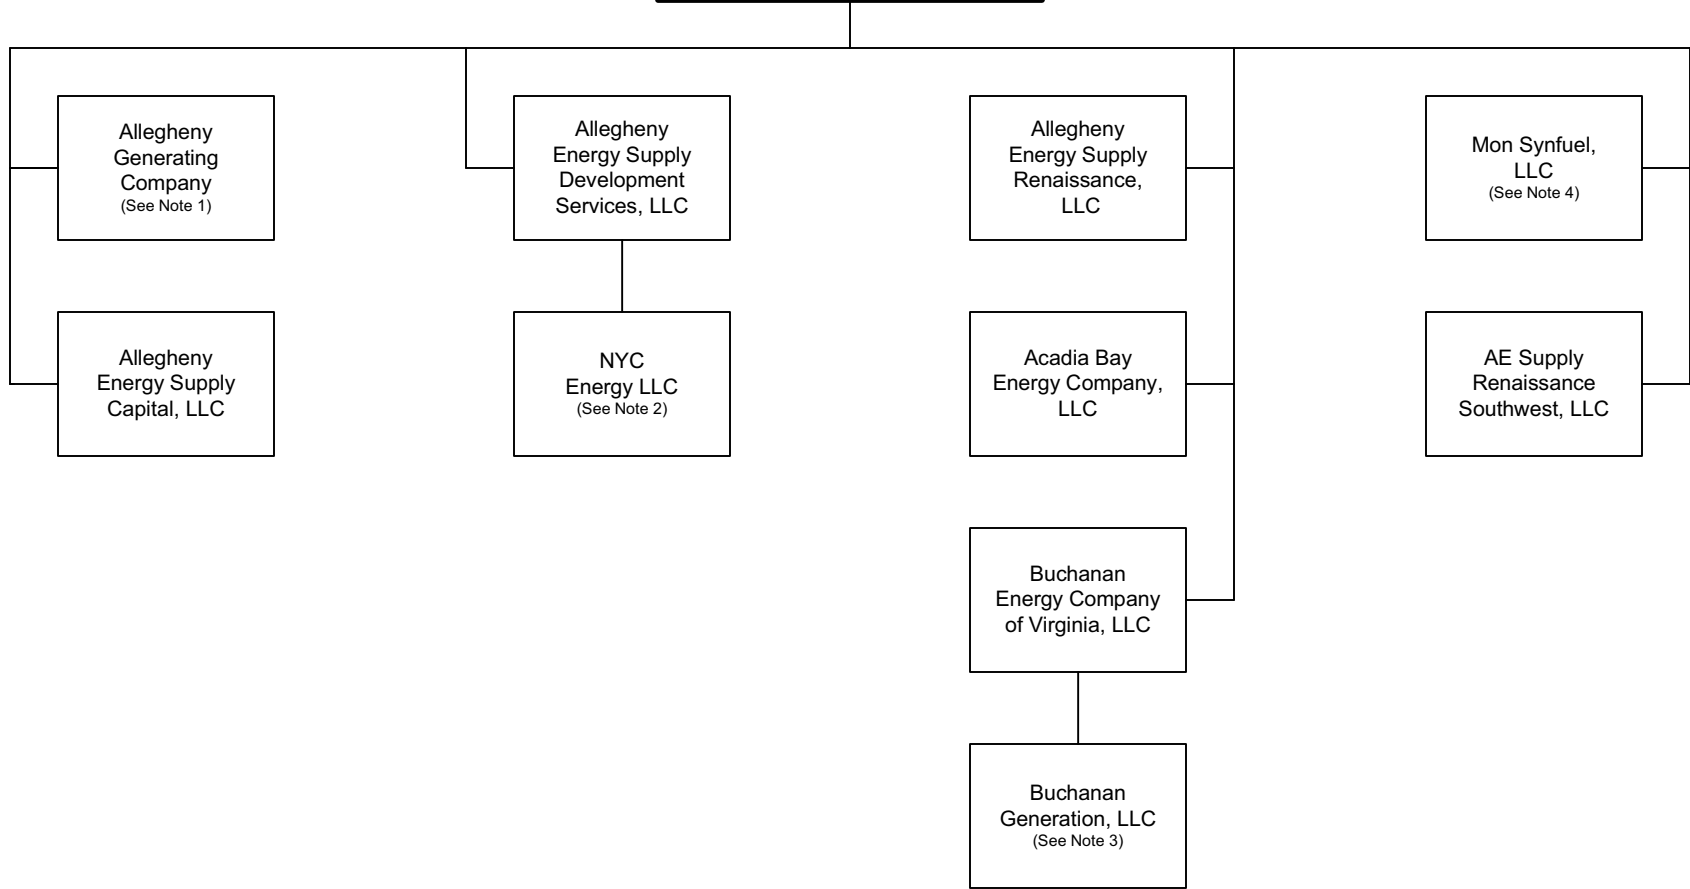 Allegheny
Generating
Company
(See Note 1)
Allegheny
Energy Supply
Development
Services, LLC
Allegheny
Energy Supply
Renaissance,
LLC
Mon Synfuel,
LLC
(See Note 4)
Allegheny
Energy Supply
Capital, LLC
NYC
Energy LLC
(See Note 2)
Acadia Bay
Energy Company,
LLC
AE Supply
Renaissance
Southwest, LLC
Buchanan
Energy Company
of Virginia, LLC
Buchanan
Generation, LLC
(See Note 3)